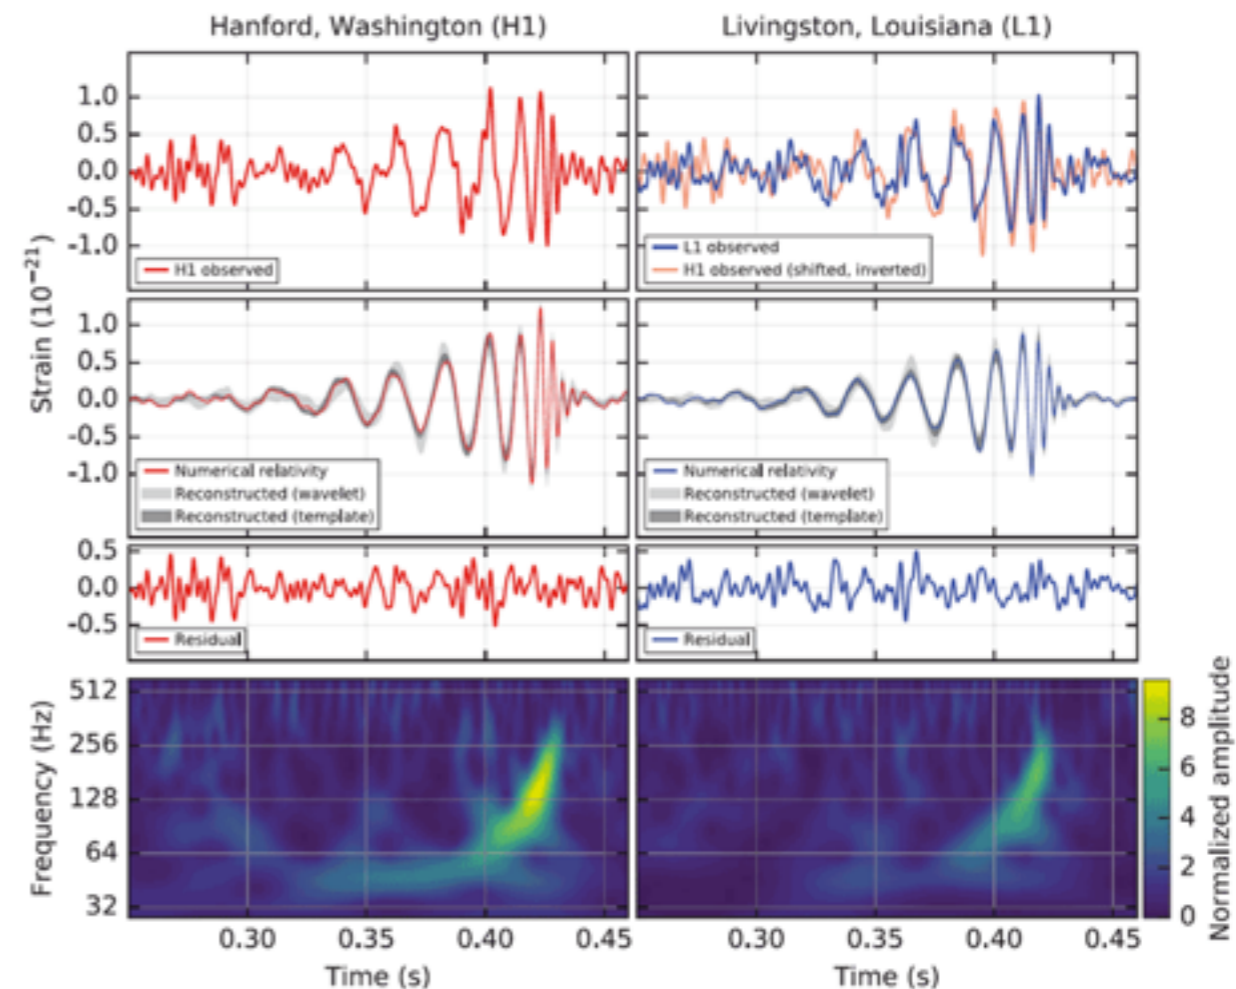 Hanford, Washington (H1)
Livingston, Louisiana (L1)
1.0
0.5
0.0
-0.5
-1.0
H1 observed
L1 observed
H1 observed (shifted, inverted)
Strain (10⁻²¹)
1.0
0.5
0.0
-0.5
-1.0
Numerical relativity
Reconstructed (wavelet)
Reconstructed (template)
Numerical relativity
Reconstructed (wavelet)
Reconstructed (template)
0.5
0.0
-0.5
Residual
Residual
Frequency (Hz)
512
256
128
64
32
Normalized amplitude
8
6
4
2
0
0.30 0.35 0.40 0.45
0.30 0.35 0.40 0.45
Time (s)
Time (s)